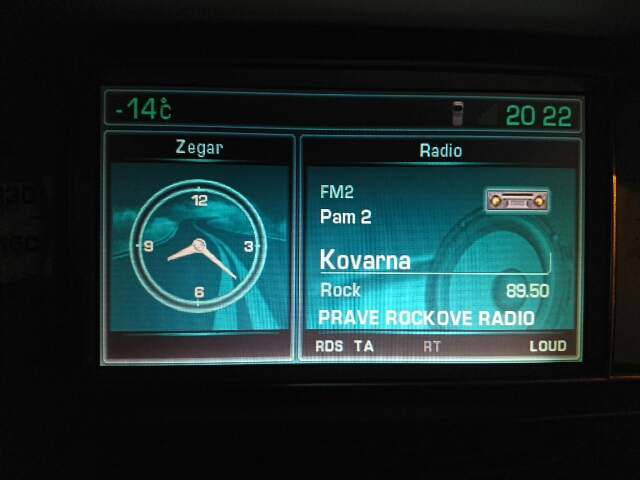 -14°C
20 22
Zegar
12
9
3
6
Radio
FM2
Pam 2
Kovarna
Rock
89.50
PRAVE ROCKOVE RADIO
RDS TA RT LOUD